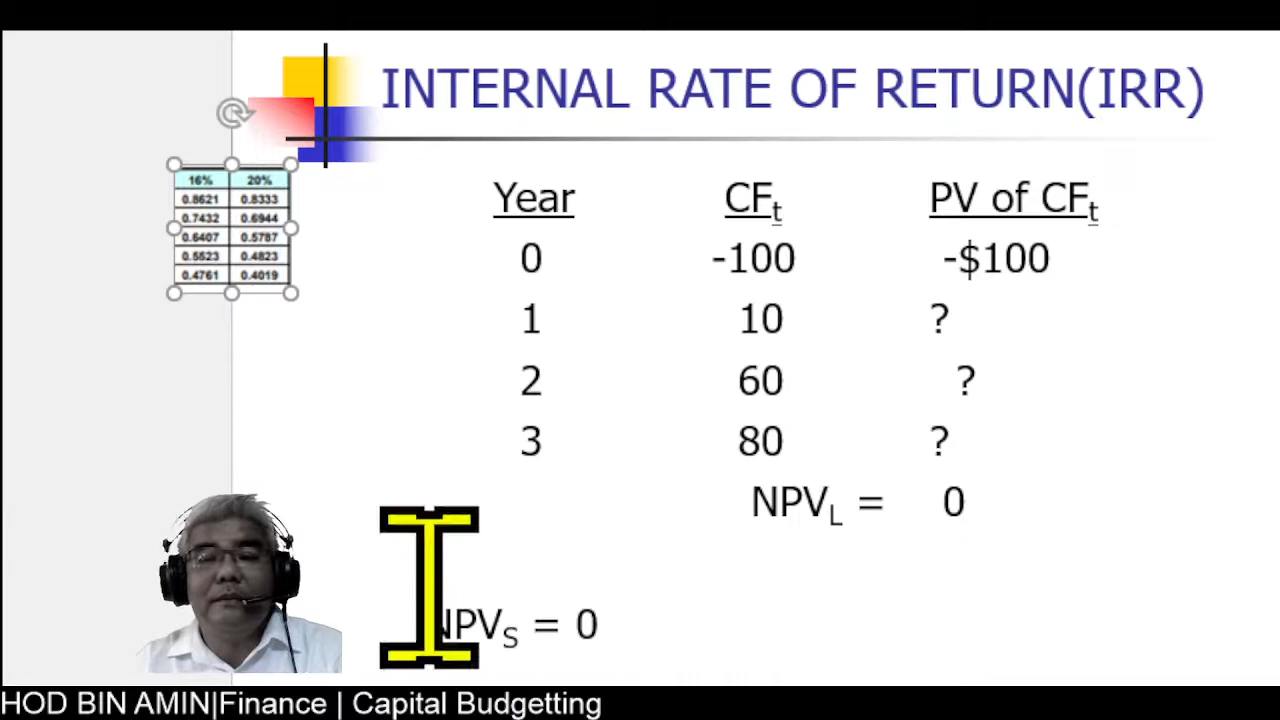 INTERNAL RATE OF RETURN(IRR)
16% 20%
0.8621 0.8333
0.7432 0.6944
0.6407 0.5787
0.5523 0.4823
0.4761 0.4019
Year CFt PV of CFt
0 -100 -$100
1 10 ?
2 60 ?
3 80 ?
NPVL = 0
NPVS = 0
HOD BIN AMIN|Finance | Capital Budgetting